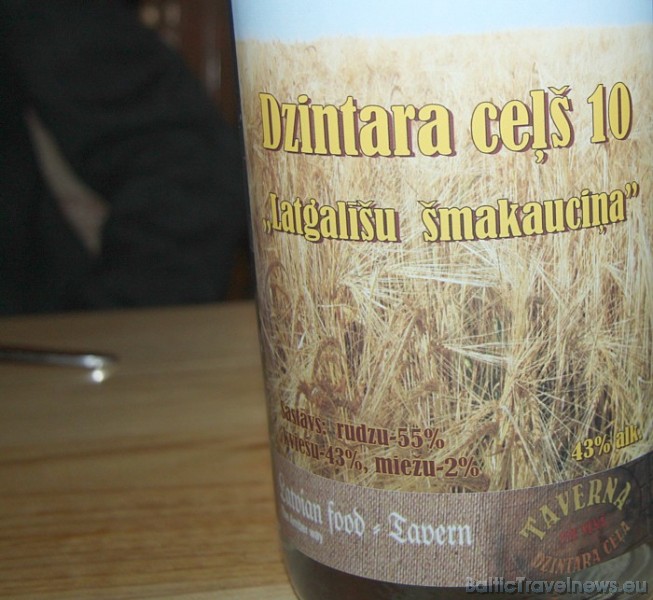 Dzintara ceļš 10
„Latgalīšu šmakauciņa”
Sastāvs: rudzu-55%
kviešu-43%, miežu-2%
43% alk.
Latvian food - Tavern
TAVERNA
DZINTARA CEĻA
BalticTravelnews.eu